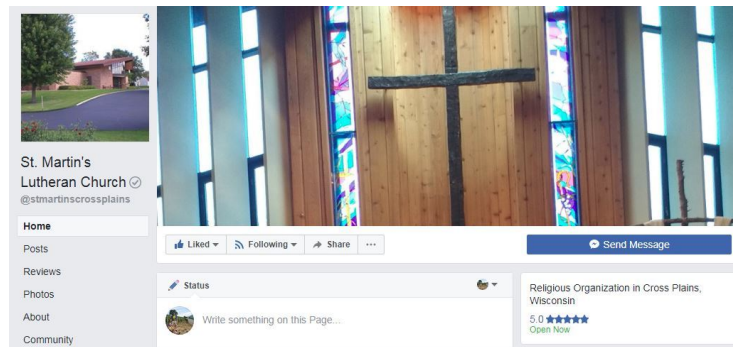 St. Martin's
Lutheran Church
@stmartinscrossplains
Home
Posts
Reviews
Photos
About
Community
Liked Following Share
Send Message
Status
Write something on this Page...
Religious Organization in Cross Plains,
Wisconsin
5.0
Open Now